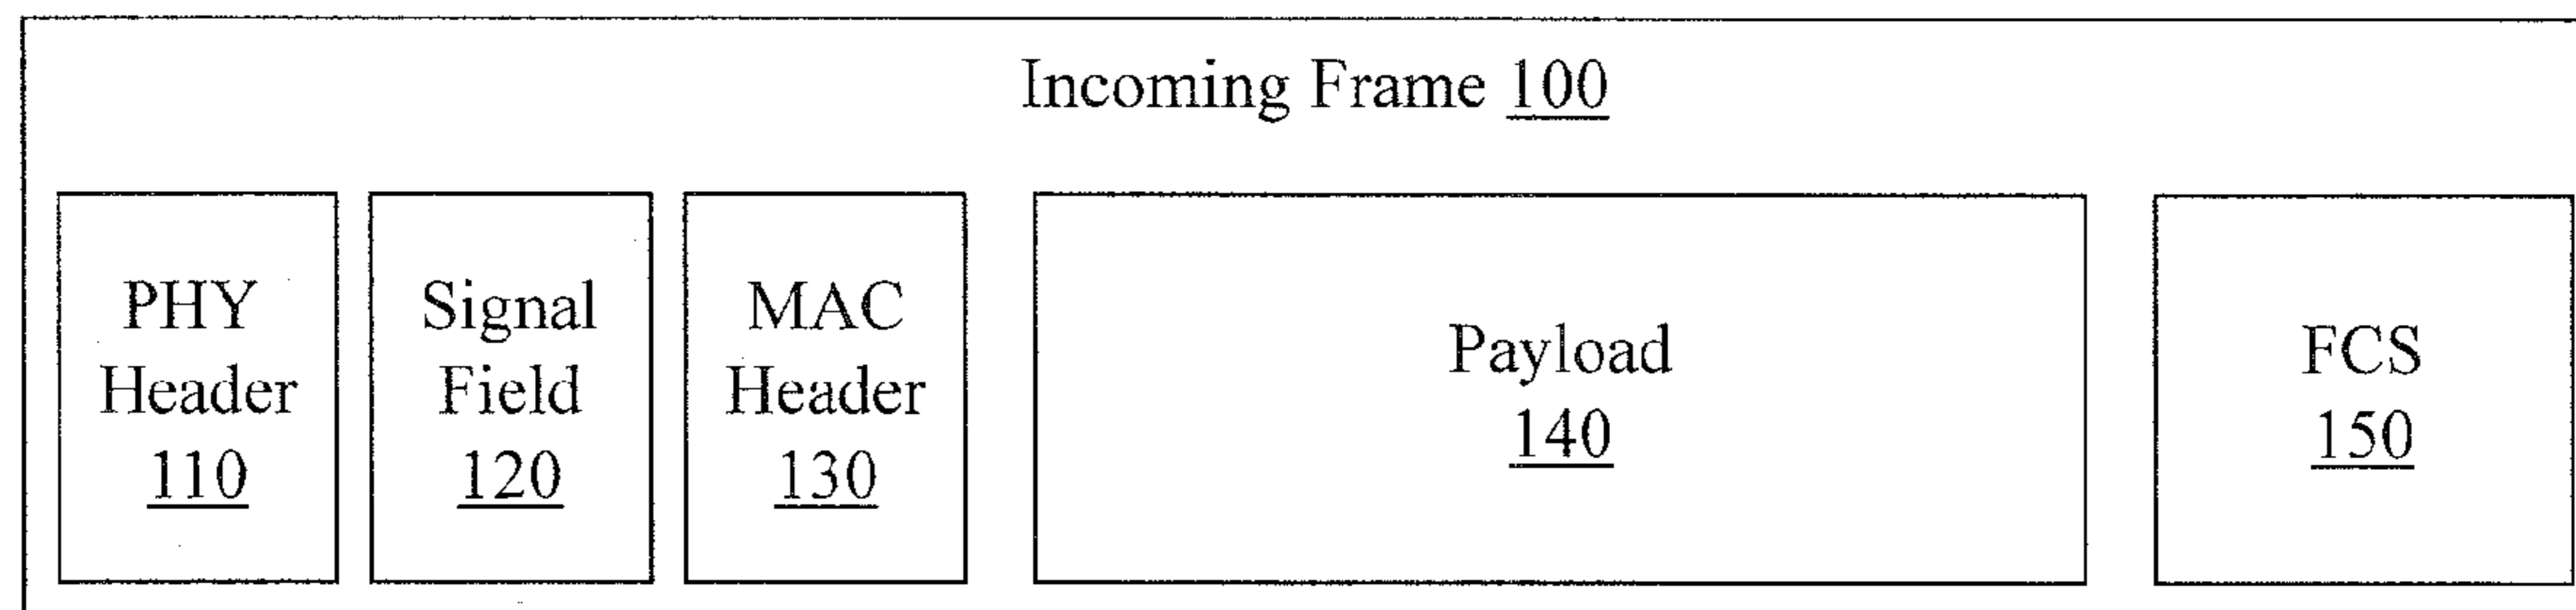 Incoming Frame 100
PHY
Header
110
Signal
Field
120
MAC
Header
130
Payload
140
FCS
150